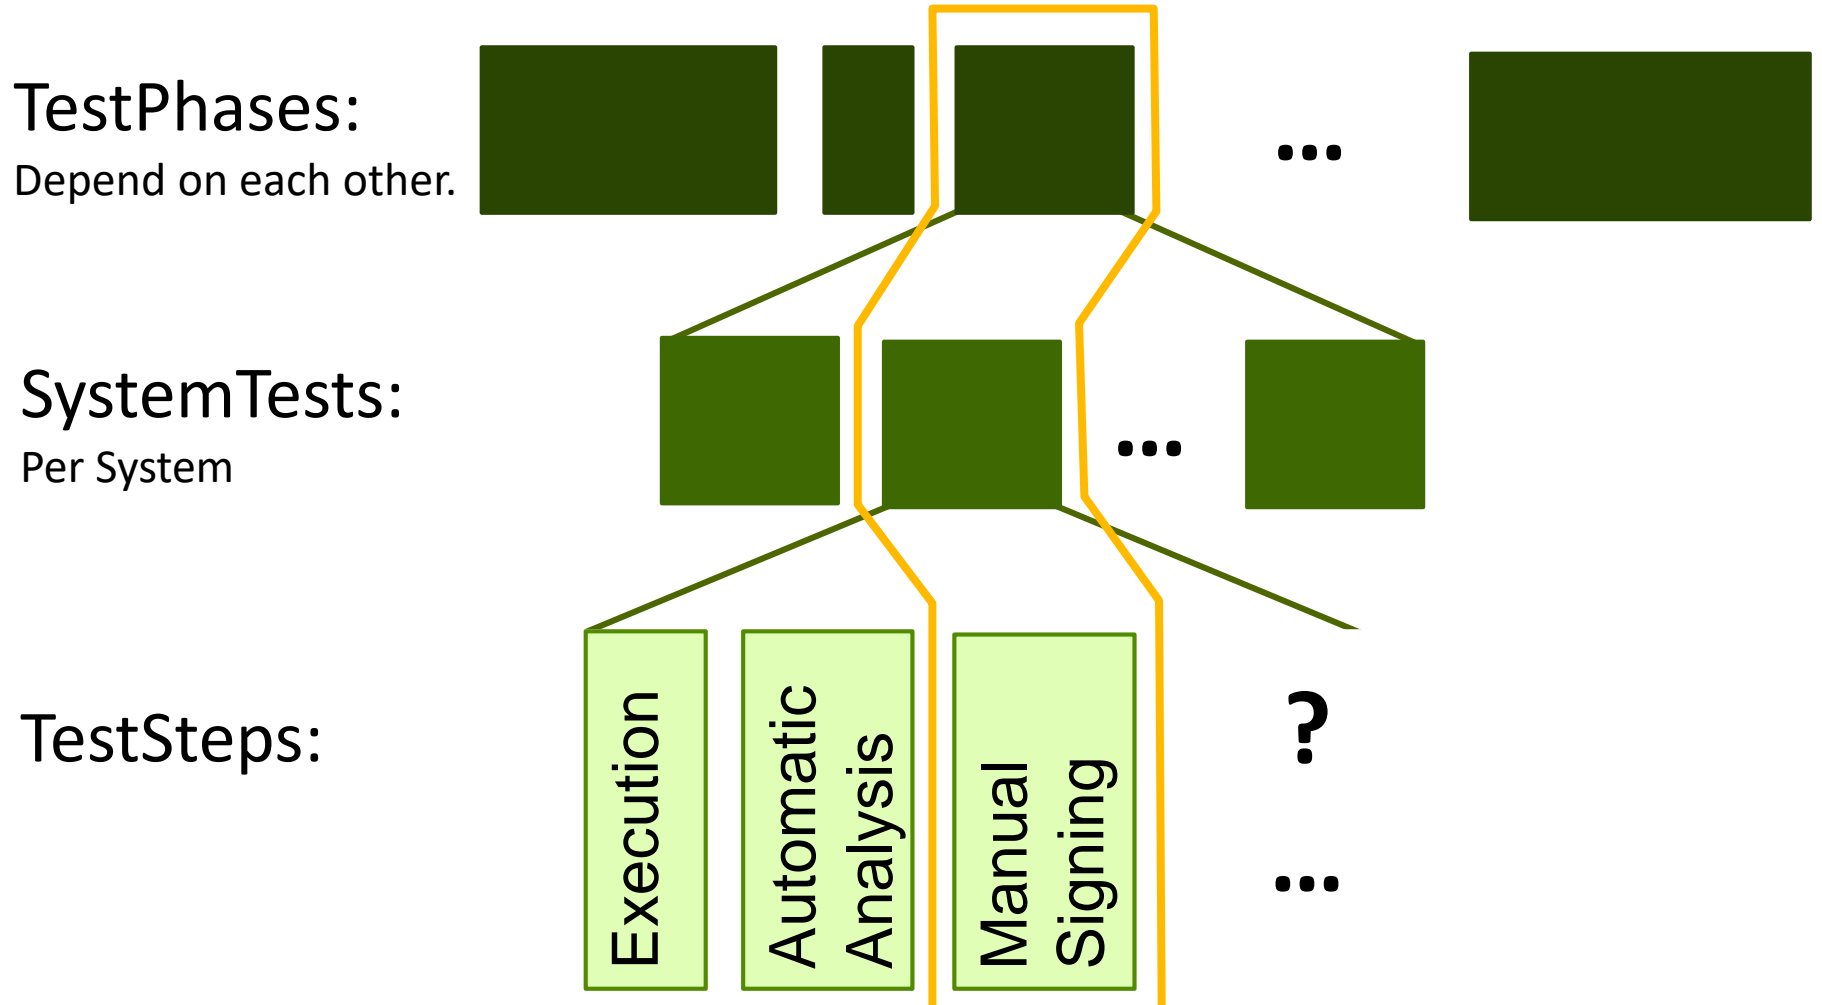 TestPhases:
Depend on each other.
...
SystemTests:
Per System
...
TestSteps:
Execution
Automatic
Analysis
Manual
Signing
?
...